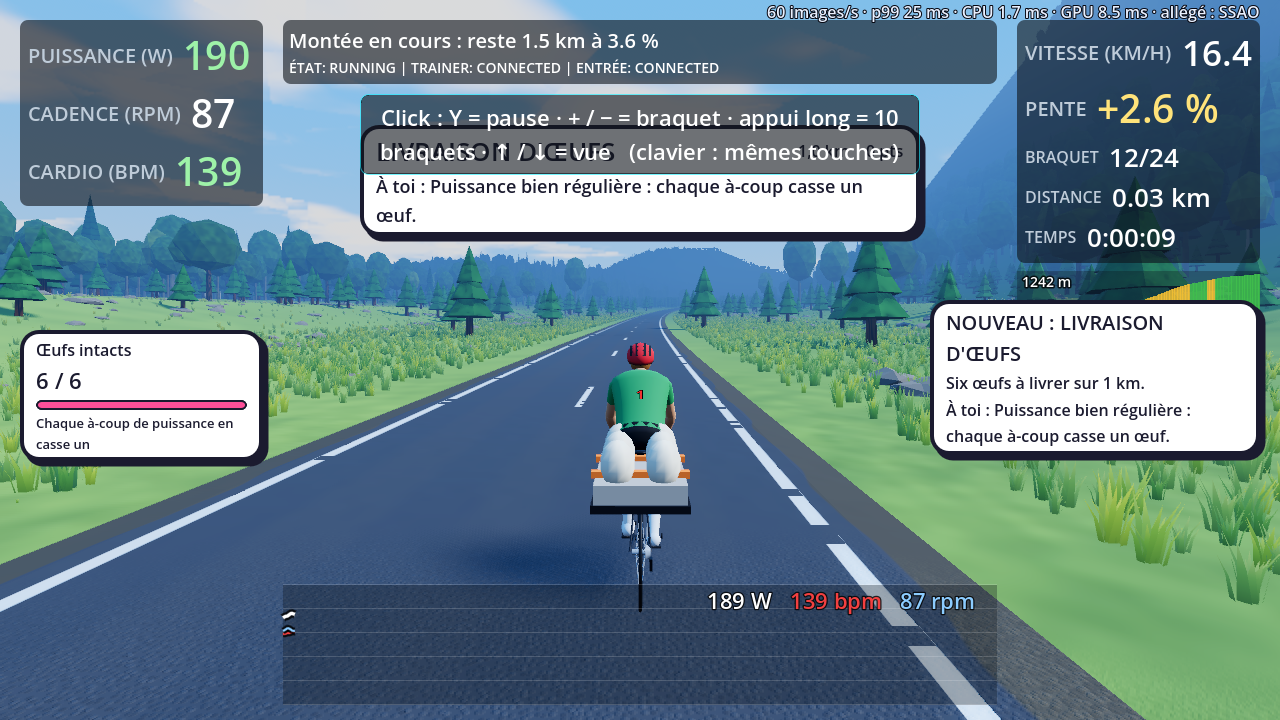 60 images/s · p99 25 ms · CPU 1.7 ms · GPU 8.5 ms · allégé : SSAO
PUISSANCE (W) 190
CADENCE (RPM) 87
CARDIO (BPM) 139
Montée en cours : reste 1.5 km à 3.6 %
ÉTAT: RUNNING | TRAINER: CONNECTED | ENTRÉE: CONNECTED
VITESSE (KM/H) 16.4
PENTE +2.6 %
BRAQUET 12/24
DISTANCE 0.03 km
TEMPS 0:00:09
Click : Y = pause · + / − = braquet · appui long = 10
braquets · ↑ / ↓ = vue (clavier : mêmes touches)
LIVRAISON D'ŒUFS
À toi : Puissance bien régulière : chaque à-coup casse un
œuf.
1242 m
NOUVEAU : LIVRAISON
D'ŒUFS
Six œufs à livrer sur 1 km.
À toi : Puissance bien régulière :
chaque à-coup casse un œuf.
Œufs intacts
6 / 6
Chaque à-coup de puissance en
casse un
1
189 W 139 bpm 87 rpm